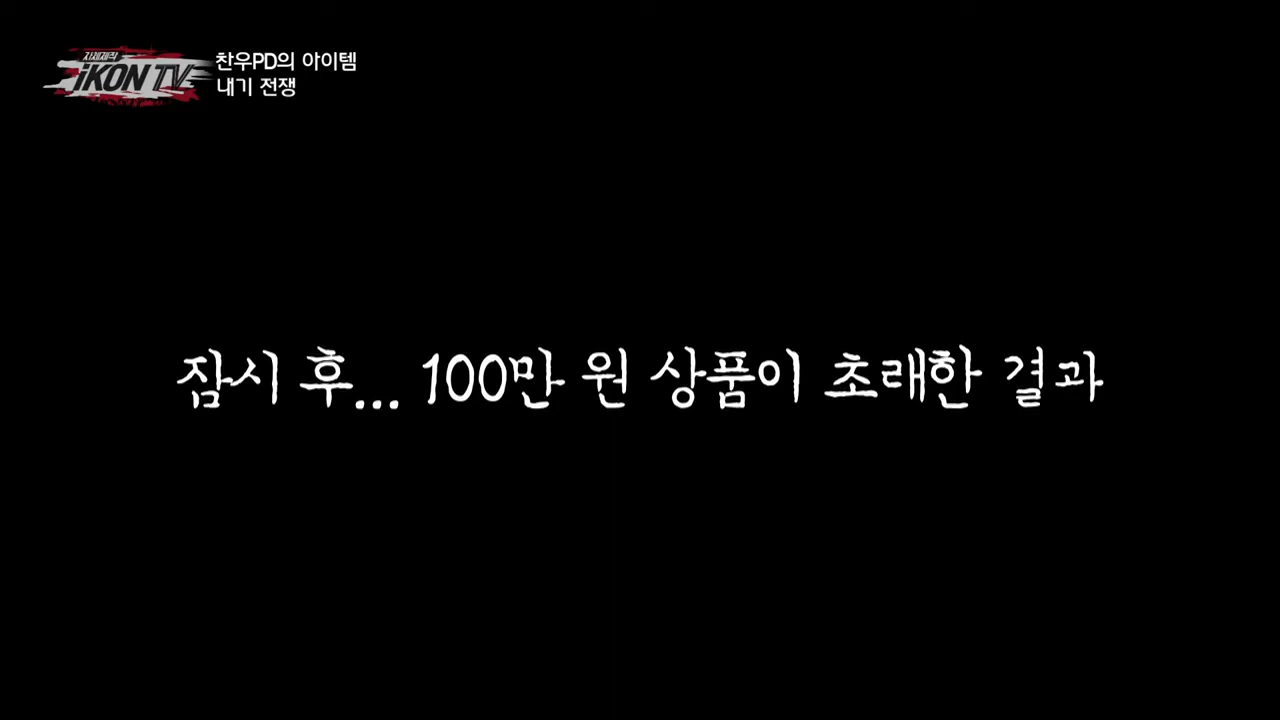 자체제작
iKON TV
찬우PD의 아이템
내기 전쟁
잠시 후... 100만 원 상품이 초래한 결과